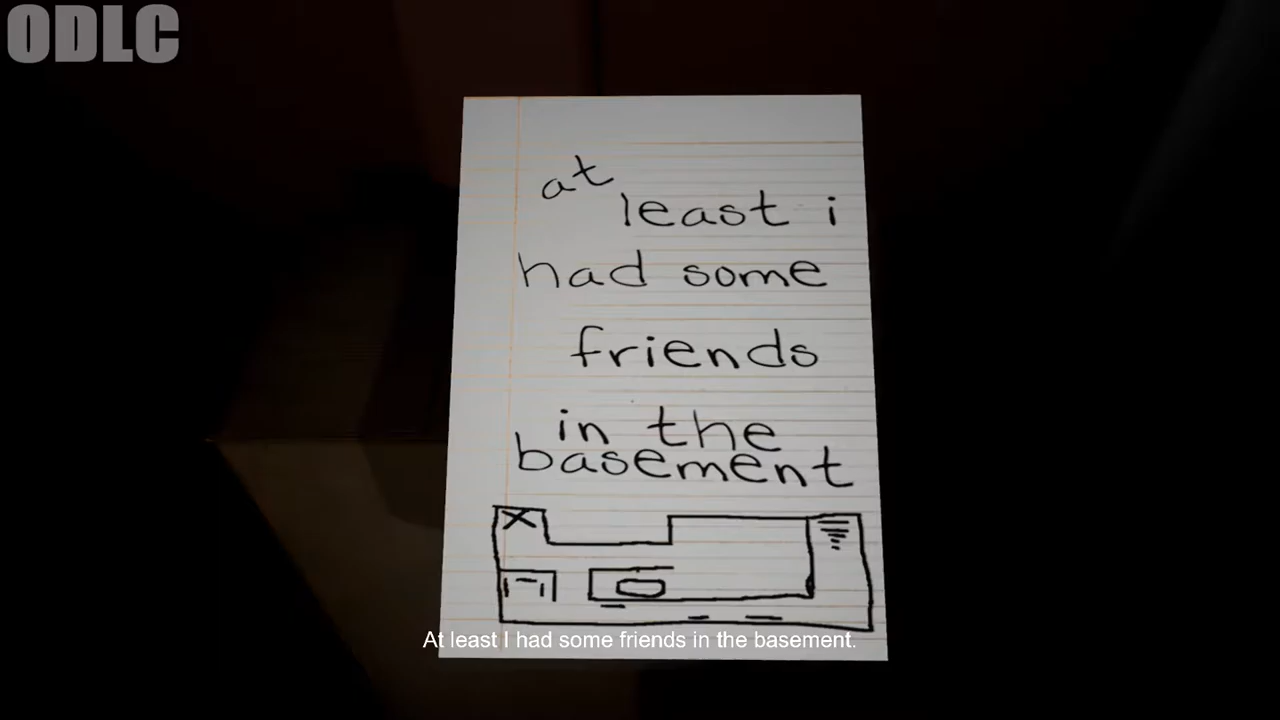 ODLC
at
least i
had some
friends
in the
basement
At least I had some friends in the basement.